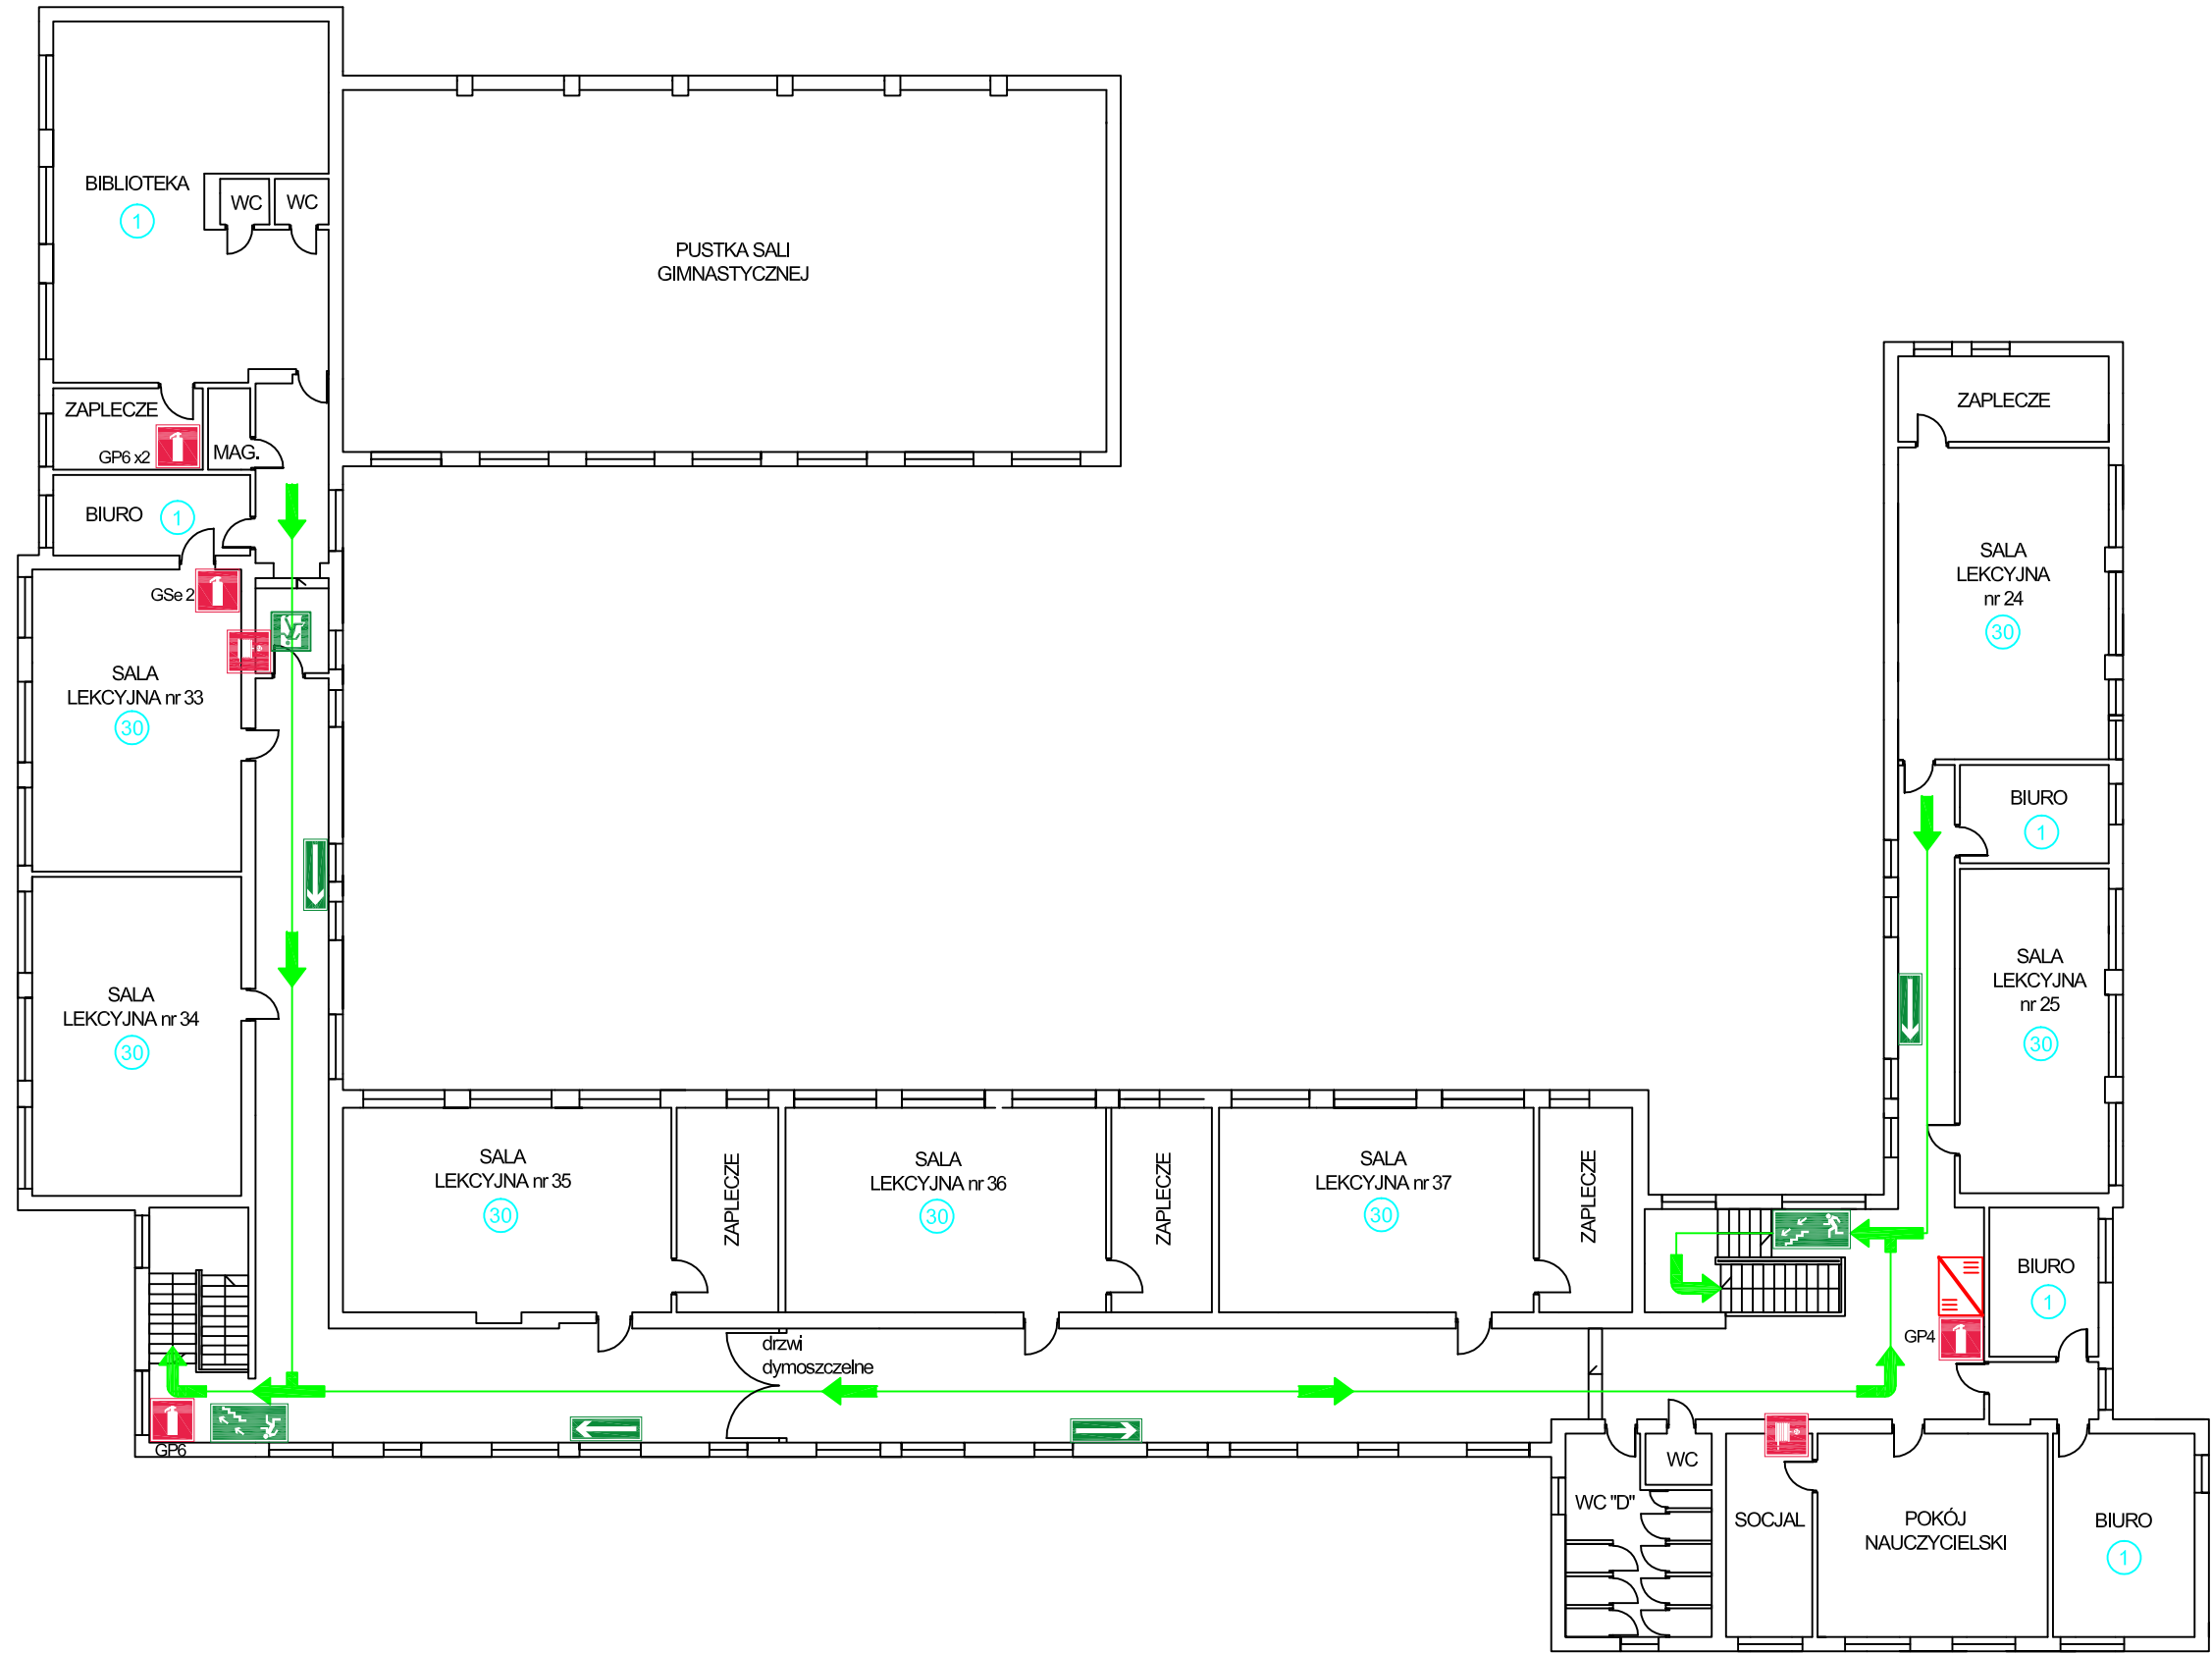 BIBLIOTEKA
1
WC
WC
PUSTKA SALI
GIMNASTYCZNEJ
ZAPLECZE
GP6 x2
MAG.
BIURO
1
GSe 2
SALA
LEKCYJNA nr 33
30
SALA
LEKCYJNA nr 34
30
ZAPLECZE
SALA
LEKCYJNA
nr 24
30
BIURO
1
SALA
LEKCYJNA
nr 25
30
SALA
LEKCYJNA nr 35
30
ZAPLECZE
SALA
LEKCYJNA nr 36
30
ZAPLECZE
SALA
LEKCYJNA nr 37
30
ZAPLECZE
BIURO
1
GP4
drzwi
dymoszczelne
GP6
WC
WC "D"
SOCJAL
POKÓJ
NAUCZYCIELSKI
BIURO
1